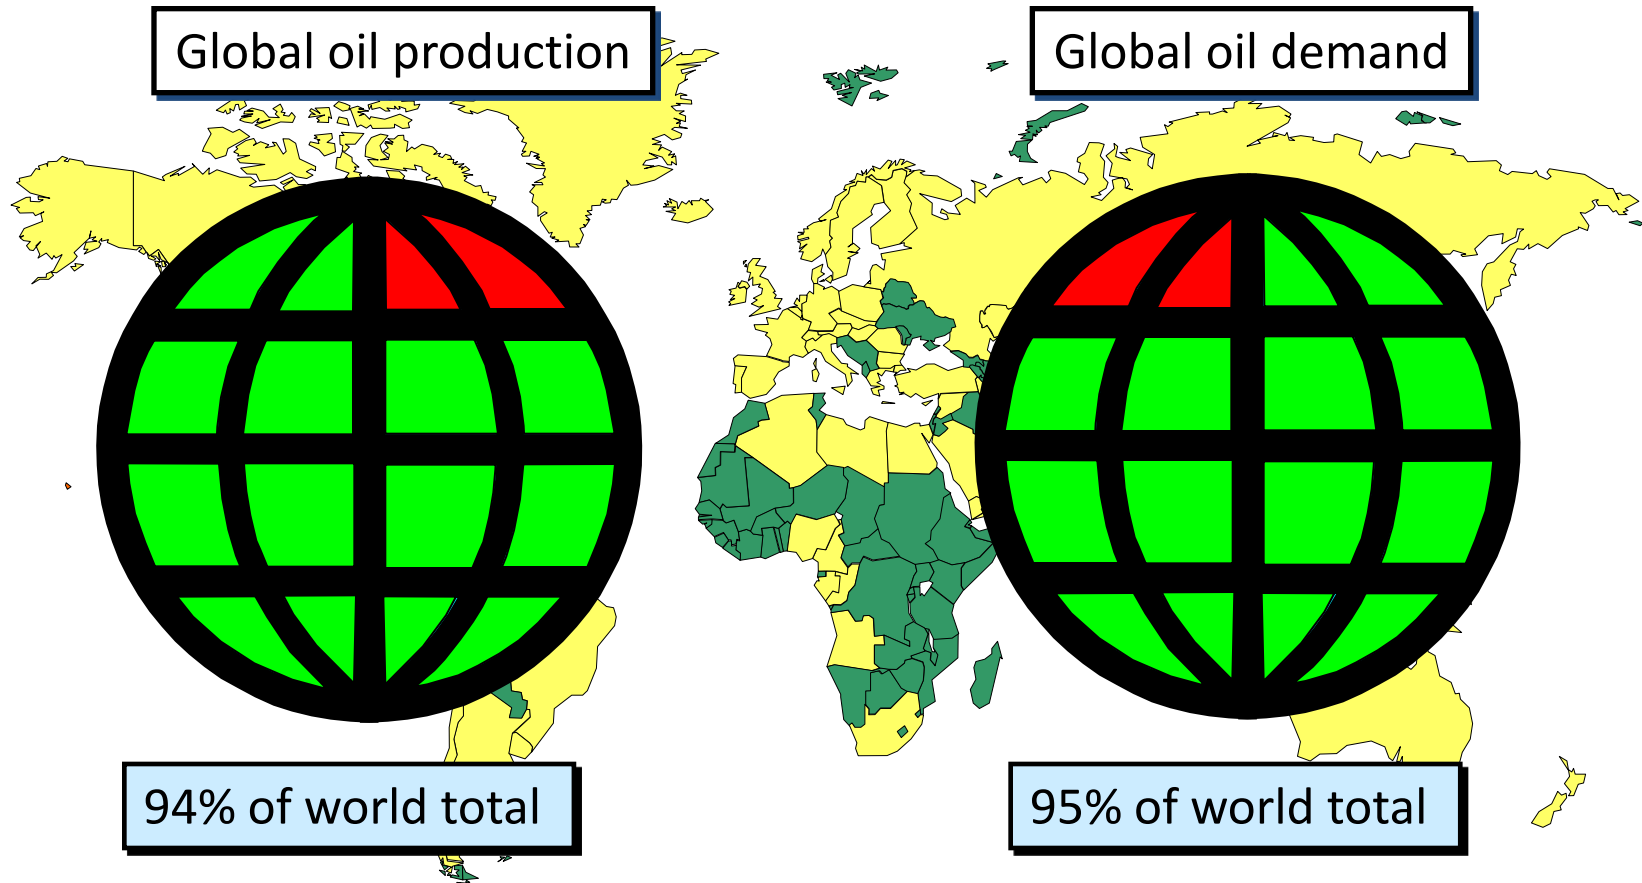 Global oil production
Global oil demand
94% of world total
95% of world total